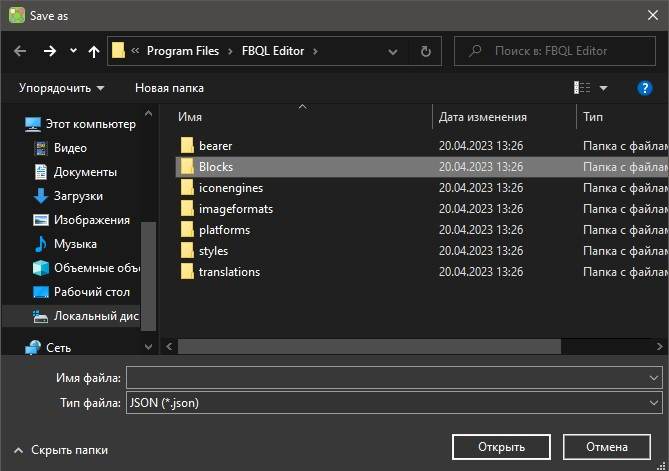 Save as
« Program Files › FBQL Editor ›
Поиск в: FBQL Editor
Упорядочить Новая папка
Имя Дата изменения Тип
Этот компьютер
Видео
Документы
Загрузки
Изображения
Музыка
Объемные объ
Рабочий стол
Локальный дис
Сеть
bearer 20.04.2023 13:26 Папка с файлам
Blocks 20.04.2023 13:26 Папка с файлам
iconengines 20.04.2023 13:26 Папка с файлам
imageformats 20.04.2023 13:26 Папка с файлам
platforms 20.04.2023 13:26 Папка с файлам
styles 20.04.2023 13:26 Папка с файлам
translations 20.04.2023 13:26 Папка с файлам
Имя файла:
Тип файла: JSON (*.json)
Скрыть папки
Открыть Отмена